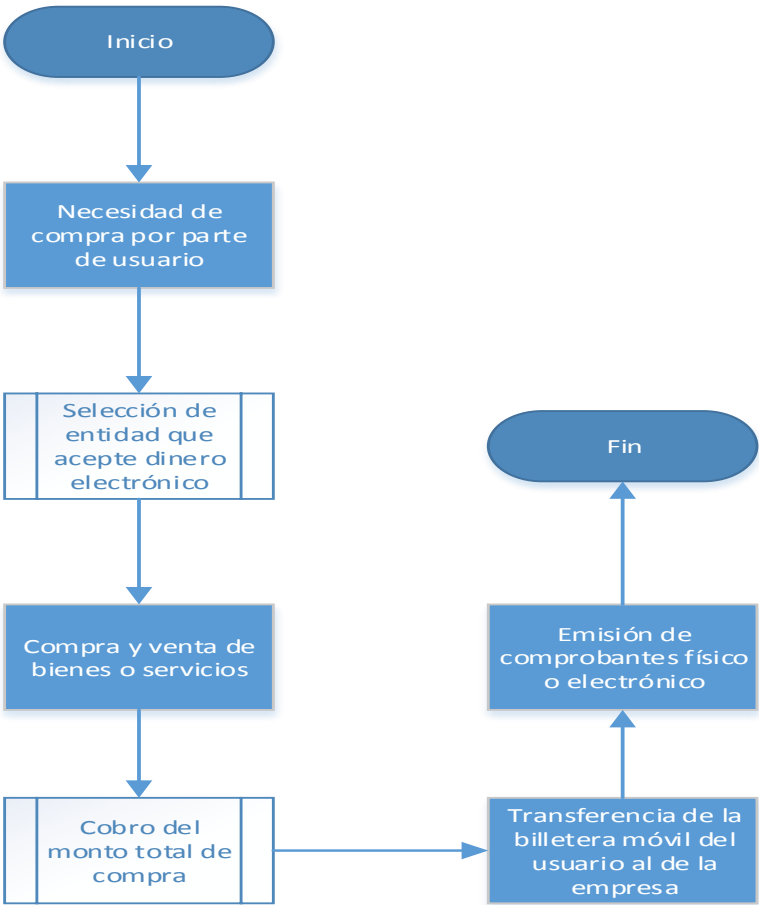 Inicio
Necesidad de
compra por parte
de usuario
Selección de
entidad que
acepte dinero
electrónico
Compra y venta de
bienes o servicios
Cobro del
monto total de
compra
Transferencia de la
billetera móvil del
usuario al de la
empresa
Emisión de
comprobantes físico
o electrónico
Fin